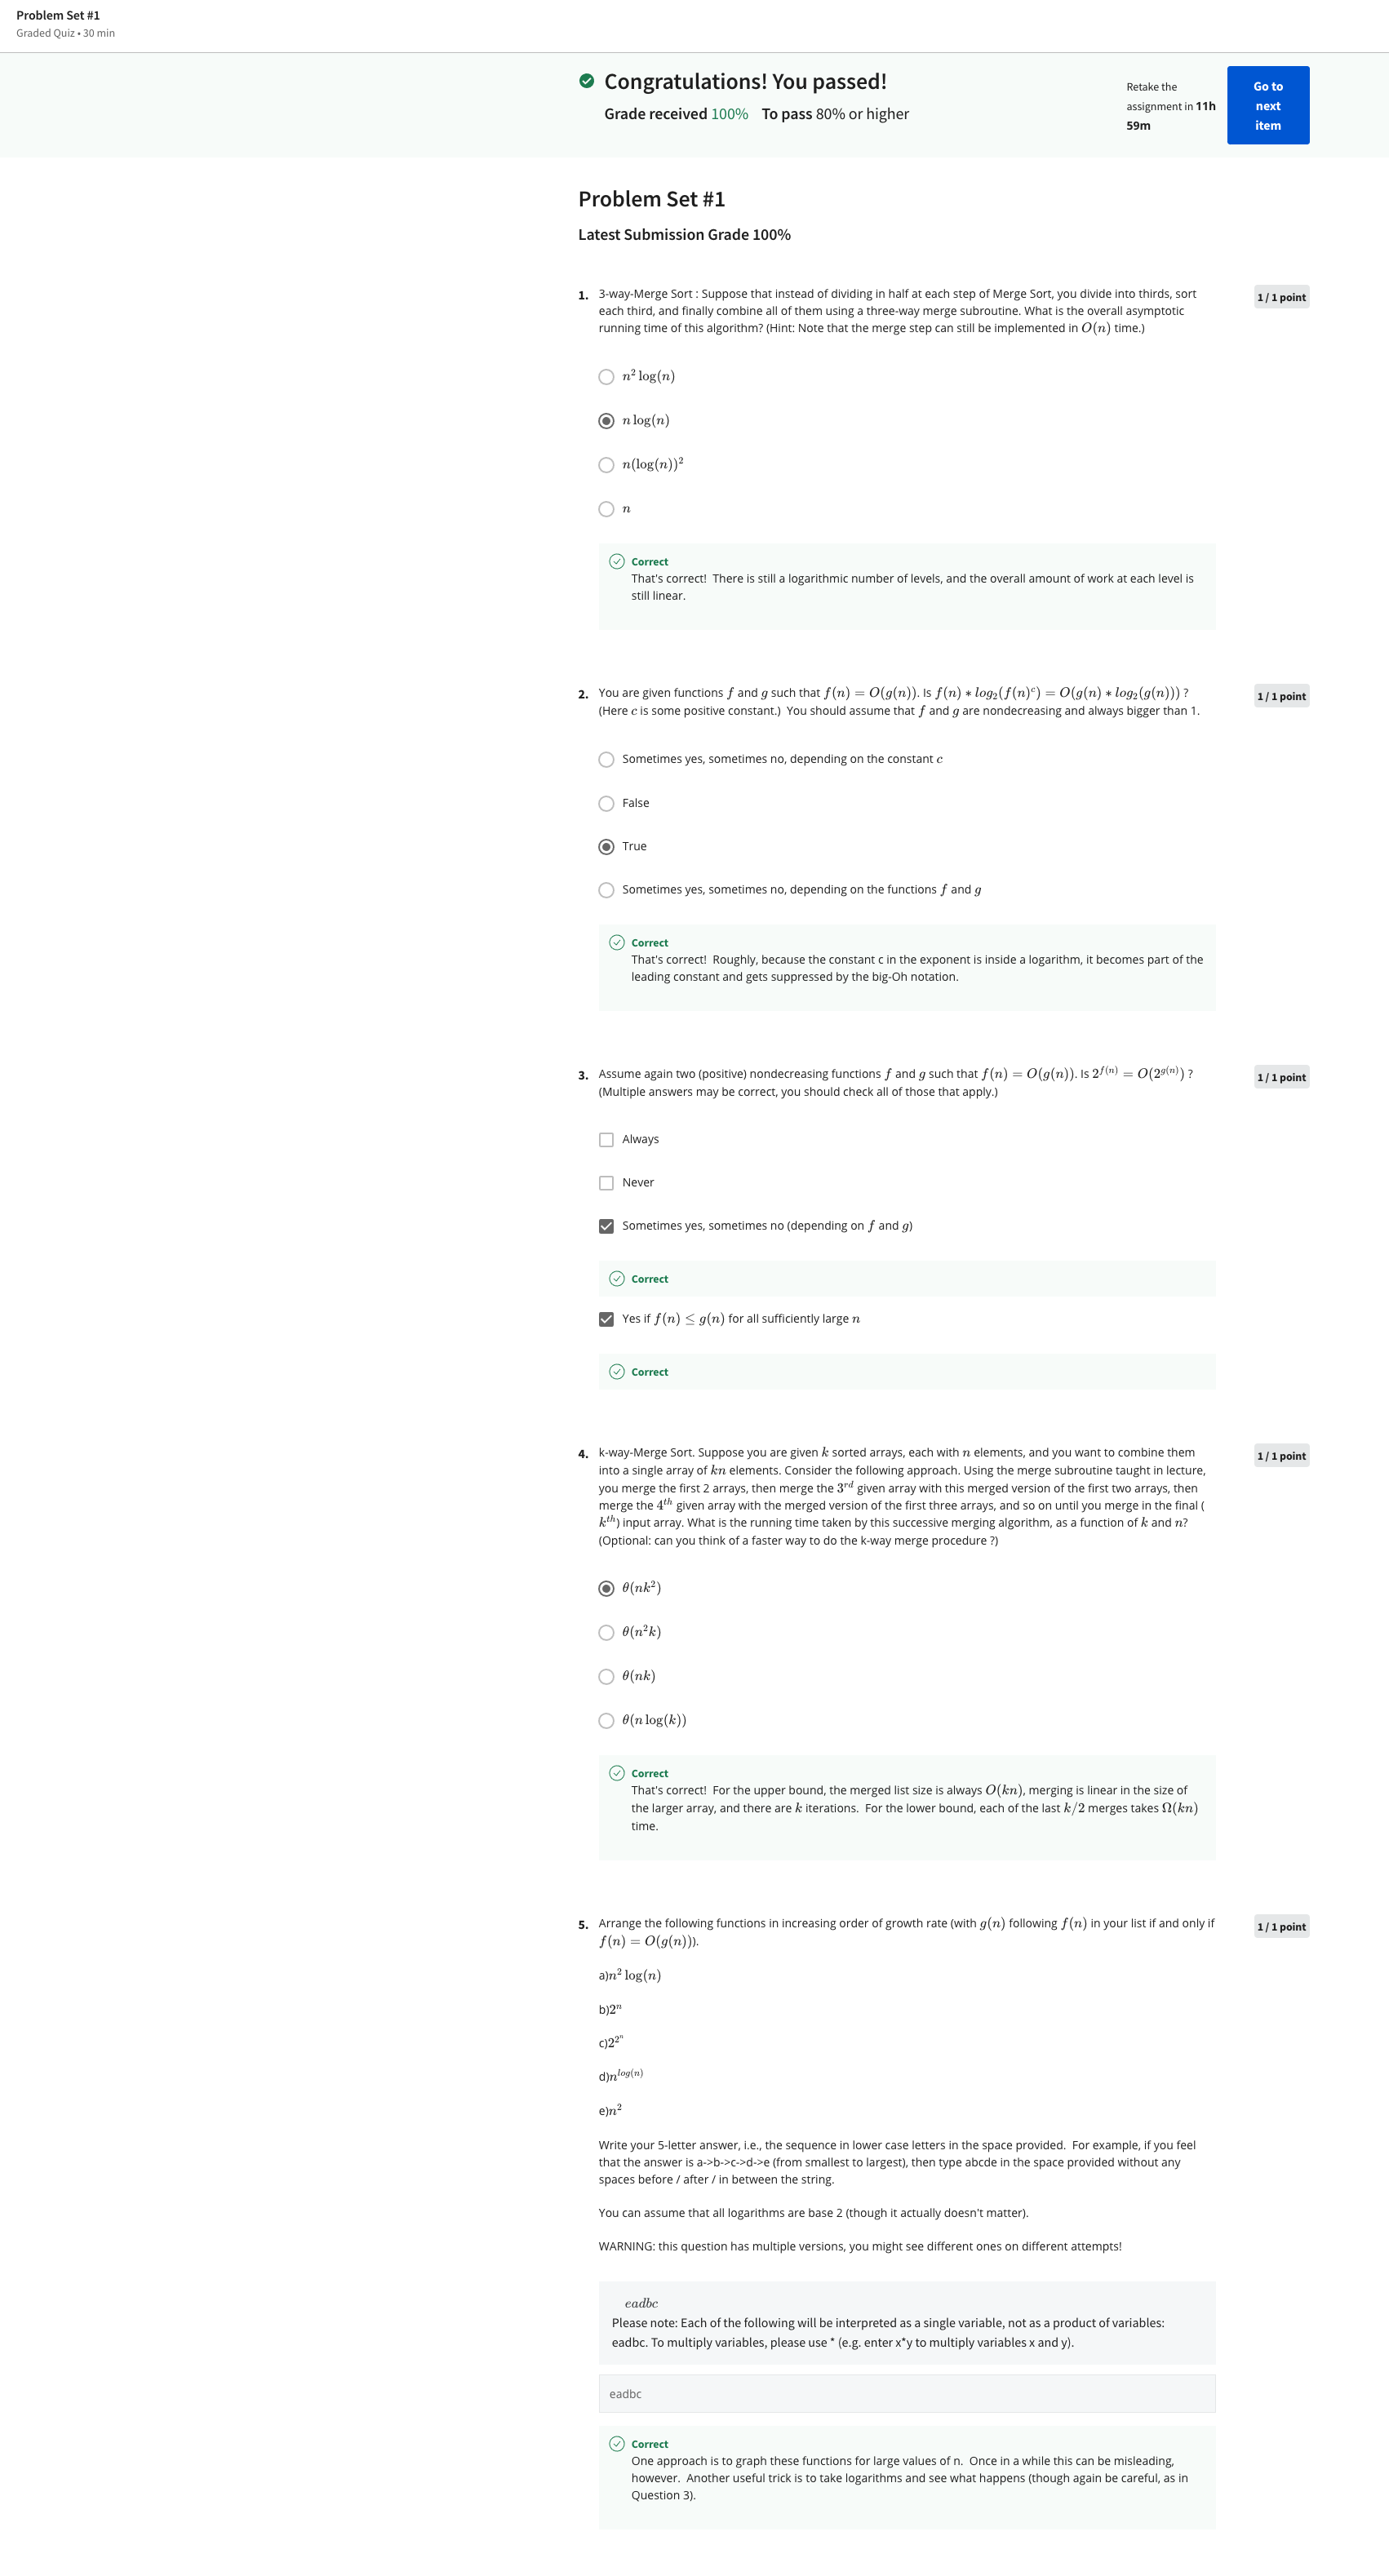 Problem Set #1
Graded Quiz • 30 min
Congratulations! You passed!
Grade received 100% To pass 80% or higher
Retake the
assignment in 11h
59m
Go to
next
item
Problem Set #1
Latest Submission Grade 100%
1. 3-way-Merge Sort : Suppose that instead of dividing in half at each step of Merge Sort, you divide into thirds, sort
each third, and finally combine all of them using a three-way merge subroutine. What is the overall asymptotic
running time of this algorithm? (Hint: Note that the merge step can still be implemented in O(n) time.)
1 / 1 point
n² log(n)
n log(n)
n(log(n))²
n
Correct
That's correct! There is still a logarithmic number of levels, and the overall amount of work at each level is
still linear.
2. You are given functions f and g such that f(n) = O(g(n)). Is f(n) ∗ log₂(f(n)ᶜ) = O(g(n) ∗ log₂(g(n))) ?
(Here c is some positive constant.) You should assume that f and g are nondecreasing and always bigger than 1.
1 / 1 point
Sometimes yes, sometimes no, depending on the constant c
False
True
Sometimes yes, sometimes no, depending on the functions f and g
Correct
That's correct! Roughly, because the constant c in the exponent is inside a logarithm, it becomes part of the
leading constant and gets suppressed by the big-Oh notation.
3. Assume again two (positive) nondecreasing functions f and g such that f(n) = O(g(n)). Is 2^{f(n)} = O(2^{g(n)}) ?
(Multiple answers may be correct, you should check all of those that apply.)
1 / 1 point
Always
Never
Sometimes yes, sometimes no (depending on f and g)
Correct
Yes if f(n) ≤ g(n) for all sufficiently large n
Correct
4. k-way-Merge Sort. Suppose you are given k sorted arrays, each with n elements, and you want to combine them
into a single array of kn elements. Consider the following approach. Using the merge subroutine taught in lecture,
you merge the first 2 arrays, then merge the 3^{rd} given array with this merged version of the first two arrays, then
merge the 4^{th} given array with the merged version of the first three arrays, and so on until you merge in the final (
k^{th}) input array. What is the running time taken by this successive merging algorithm, as a function of k and n?
(Optional: can you think of a faster way to do the k-way merge procedure ?)
1 / 1 point
θ(nk²)
θ(n²k)
θ(nk)
θ(n log(k))
Correct
That's correct! For the upper bound, the merged list size is always O(kn), merging is linear in the size of
the larger array, and there are k iterations. For the lower bound, each of the last k/2 merges takes Ω(kn)
time.
5. Arrange the following functions in increasing order of growth rate (with g(n) following f(n) in your list if and only if
f(n) = O(g(n))).
1 / 1 point
a)n² log(n)
b)2^n
c)2^{2^n}
d)n^{log(n)}
e)n²
Write your 5-letter answer, i.e., the sequence in lower case letters in the space provided. For example, if you feel
that the answer is a->b->c->d->e (from smallest to largest), then type abcde in the space provided without any
spaces before / after / in between the string.
You can assume that all logarithms are base 2 (though it actually doesn't matter).
WARNING: this question has multiple versions, you might see different ones on different attempts!
eadbc
Please note: Each of the following will be interpreted as a single variable, not as a product of variables:
eadbc. To multiply variables, please use * (e.g. enter x*y to multiply variables x and y).
eadbc
Correct
One approach is to graph these functions for large values of n. Once in a while this can be misleading,
however. Another useful trick is to take logarithms and see what happens (though again be careful, as in
Question 3).